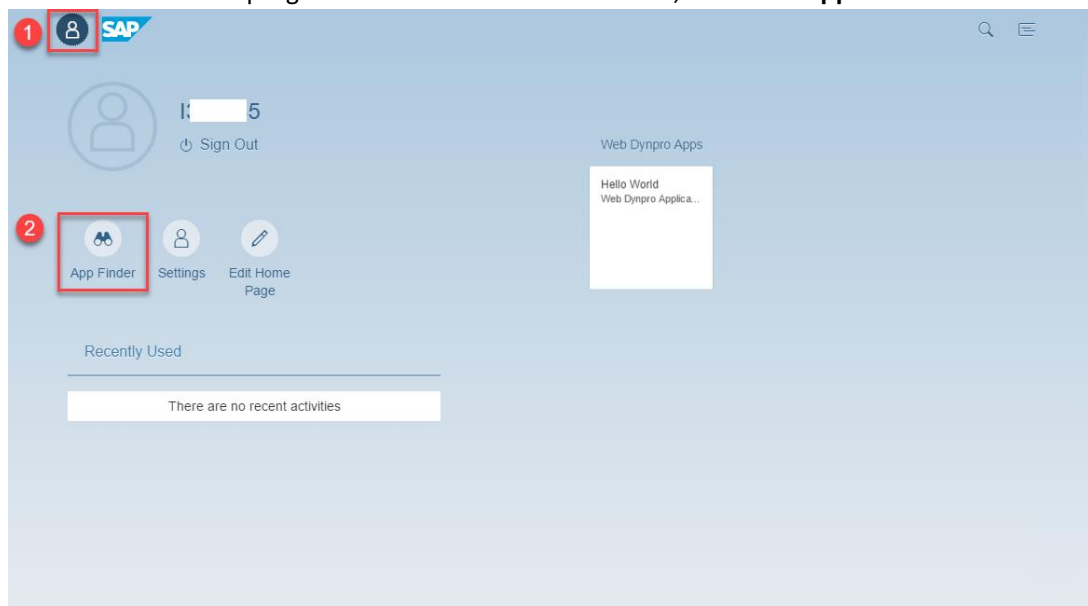 1
SAP
I 5
Sign Out
Web Dynpro Apps
Hello World
Web Dynpro Applica...
2
App Finder
Settings
Edit Home
Page
Recently Used
There are no recent activities